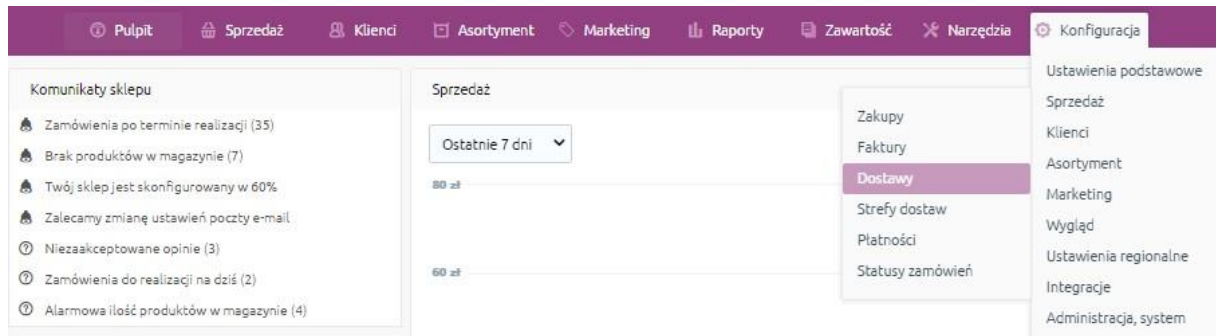 Pulpit Sprzedaż Klienci Asortyment Marketing Raporty Zawartość Narzędzia Konfiguracja
Komunikaty sklepu
Zamówienia po terminie realizacji (35)
Brak produktów w magazynie (7)
Twój sklep jest skonfigurowany w 60%
Zalecamy zmianę ustawień poczty e-mail
Niezaakceptowane opinie (3)
Zamówienia do realizacji na dziś (2)
Alarmowa ilość produktów w magazynie (4)
Sprzedaż
Ostatnie 7 dni
80 zł
60 zł
Zakupy
Faktury
Dostawy
Strefy dostaw
Płatności
Statusy zamówień
Ustawienia podstawowe
Sprzedaż
Klienci
Asortyment
Marketing
Wygląd
Ustawienia regionalne
Integracje
Administracja, system